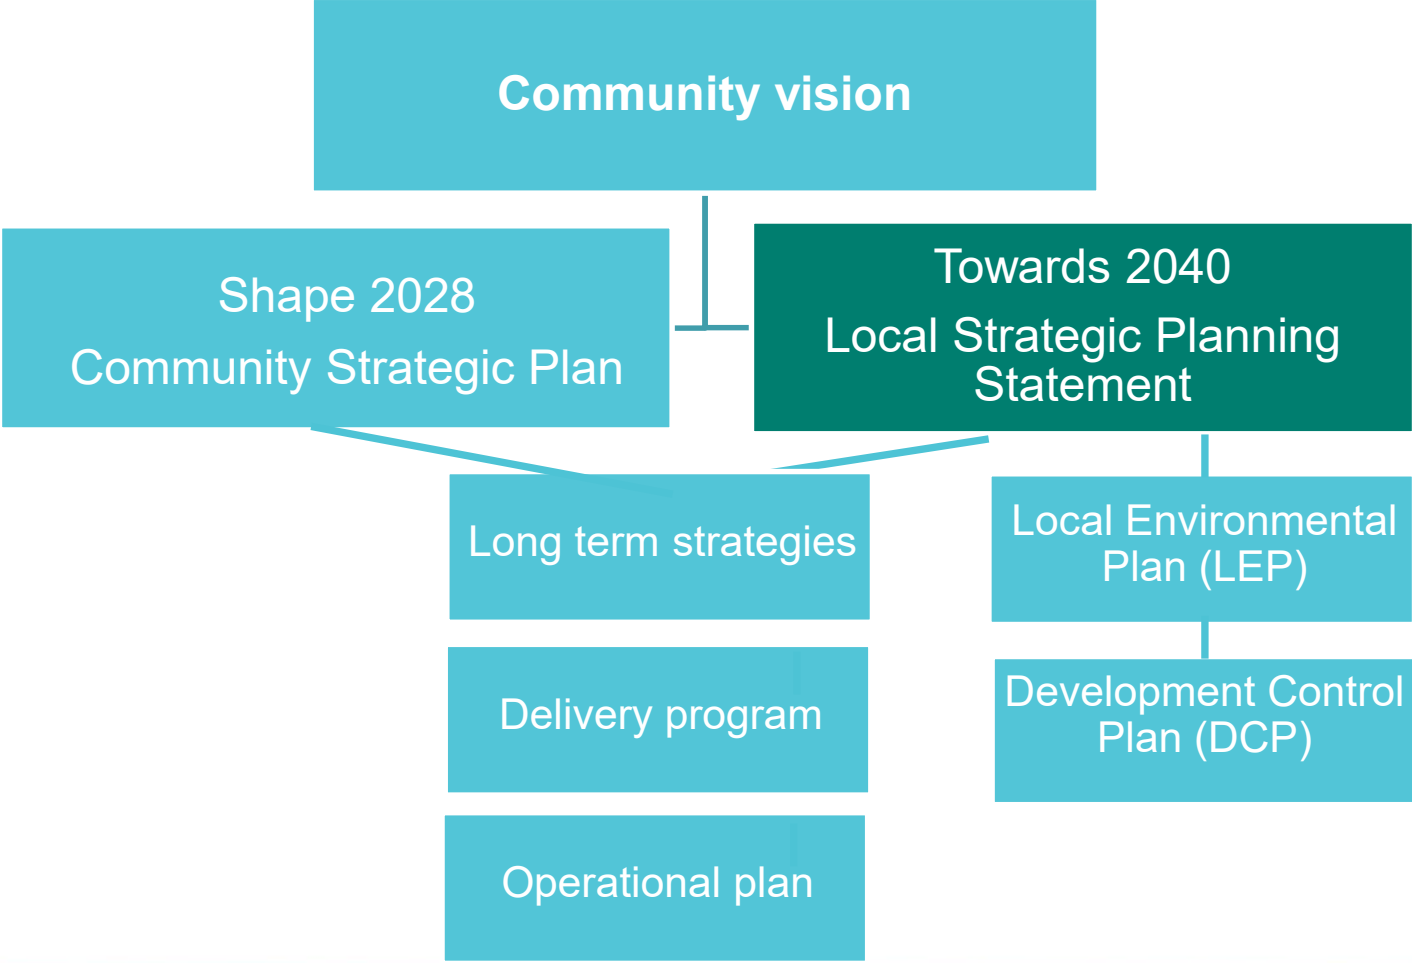 Community vision
Shape 2028
Community Strategic Plan
Towards 2040
Local Strategic Planning
Statement
Long term strategies
Delivery program
Operational plan
Local Environmental
Plan (LEP)
Development Control
Plan (DCP)